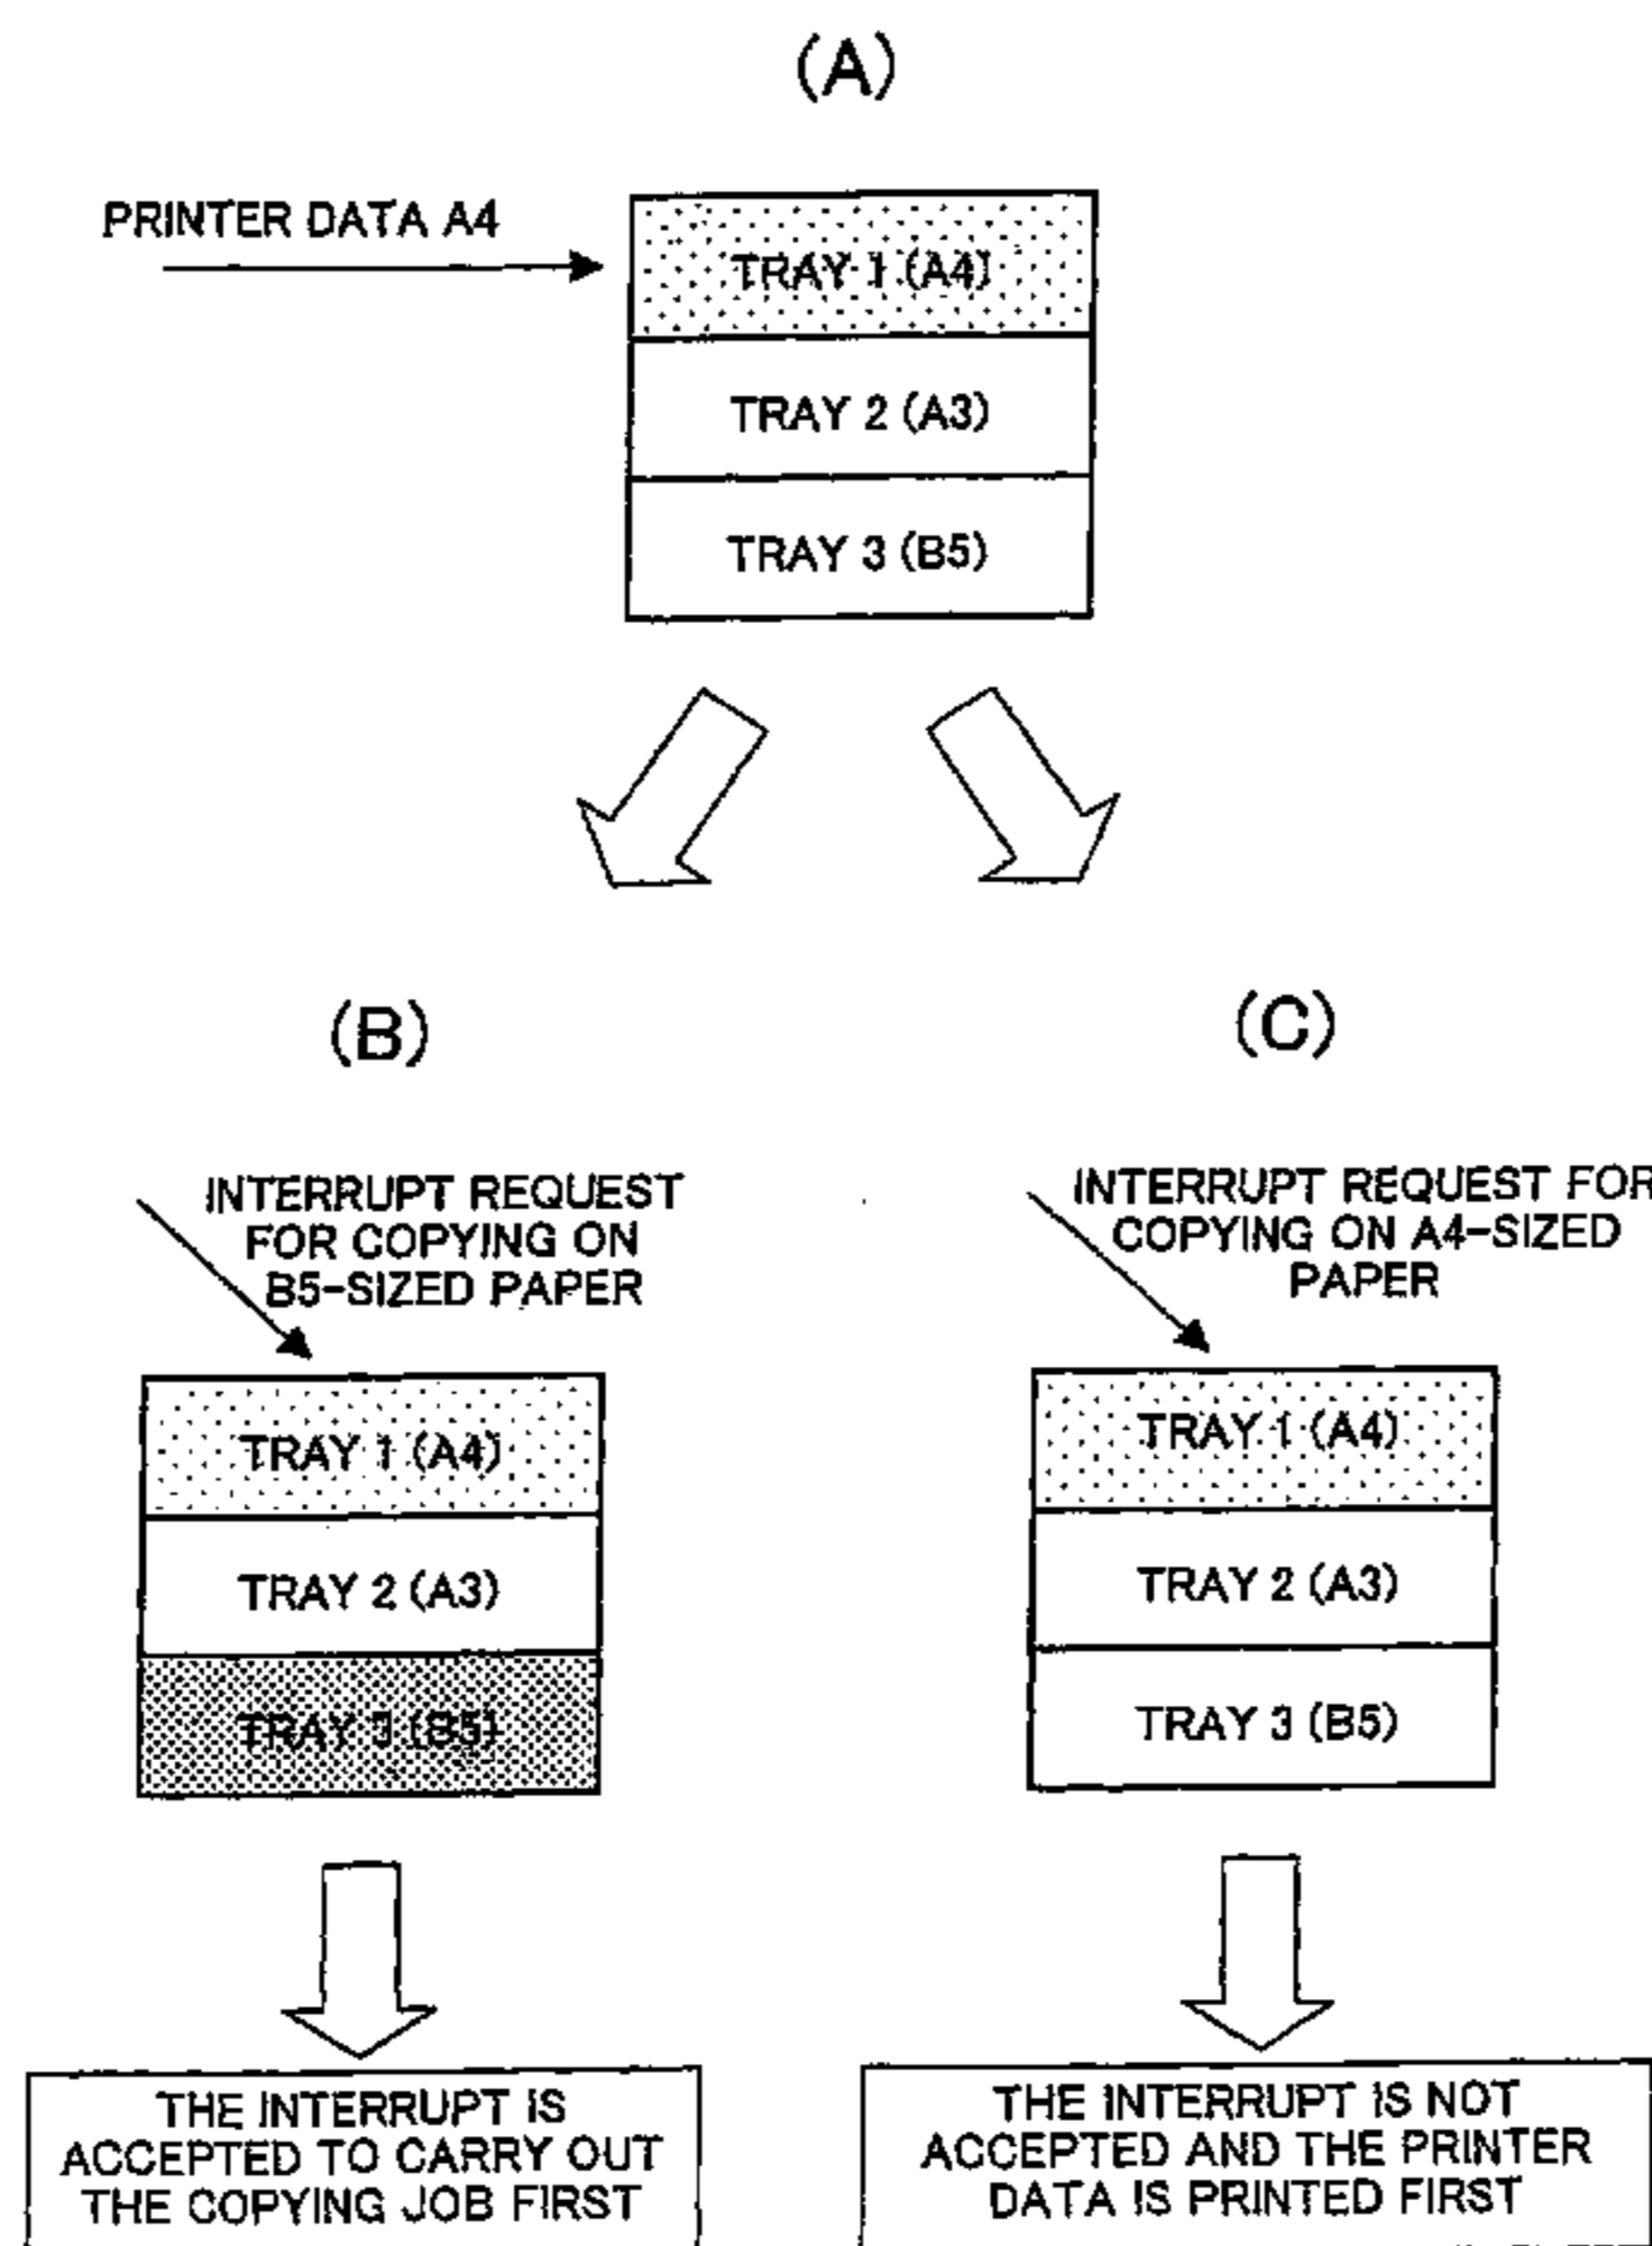 (A)
PRINTER DATA A4
TRAY 1 (A4)
TRAY 2 (A3)
TRAY 3 (B5)
(B)
INTERRUPT REQUEST
FOR COPYING ON
B5-SIZED PAPER
TRAY 1 (A4)
TRAY 2 (A3)
TRAY 3 (B5)
THE INTERRUPT IS
ACCEPTED TO CARRY OUT
THE COPYING JOB FIRST
(C)
INTERRUPT REQUEST FOR
COPYING ON A4-SIZED
PAPER
TRAY 1 (A4)
TRAY 2 (A3)
TRAY 3 (B5)
THE INTERRUPT IS NOT
ACCEPTED AND THE PRINTER
DATA IS PRINTED FIRST